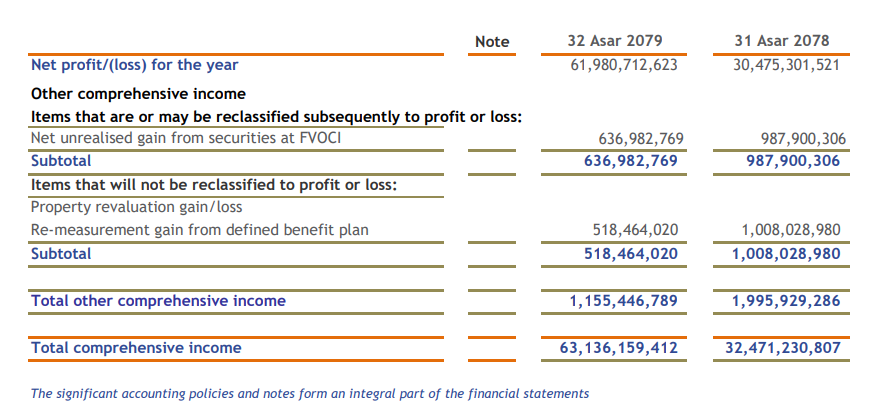 Note 32 Asar 2079 31 Asar 2078
Net profit/(loss) for the year 61,980,712,623 30,475,301,521
Other comprehensive income
Items that are or may be reclassified subsequently to profit or loss:
Net unrealised gain from securities at FVOCI 636,982,769 987,900,306
Subtotal 636,982,769 987,900,306
Items that will not be reclassified to profit or loss:
Property revaluation gain/loss
Re-measurement gain from defined benefit plan 518,464,020 1,008,028,980
Subtotal 518,464,020 1,008,028,980
Total other comprehensive income 1,155,446,789 1,995,929,286
Total comprehensive income 63,136,159,412 32,471,230,807
The significant accounting policies and notes form an integral part of the financial statements